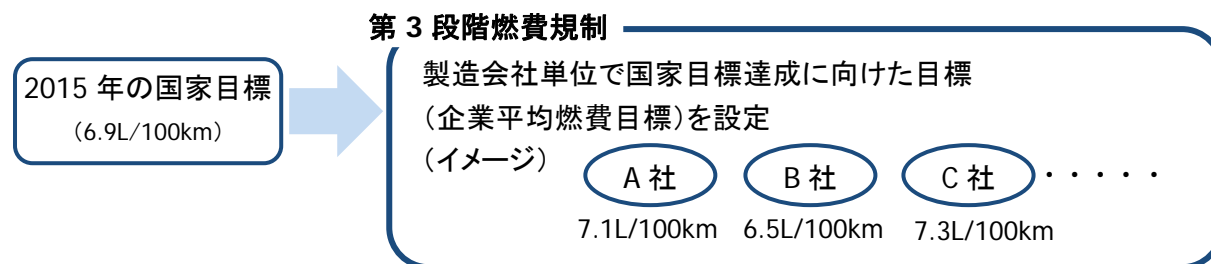 第 3 段階燃費規制
2015 年の国家目標
（6.9L/100km）
製造会社単位で国家目標達成に向けた目標
（企業平均燃費目標）を設定
（イメージ）
A 社 B 社 C 社 ・・・・・
7.1L/100km 6.5L/100km 7.3L/100km